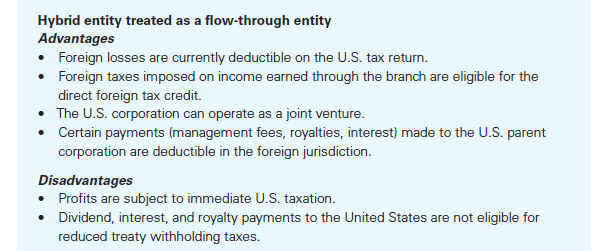 Hybrid entity treated as a flow-through entity
Advantages
• Foreign losses are currently deductible on the U.S. tax return.
• Foreign taxes imposed on income earned through the branch are eligible for the
direct foreign tax credit.
• The U.S. corporation can operate as a joint venture.
• Certain payments (management fees, royalties, interest) made to the U.S. parent
corporation are deductible in the foreign jurisdiction.
Disadvantages
• Profits are subject to immediate U.S. taxation.
• Dividend, interest, and royalty payments to the United States are not eligible for
reduced treaty withholding taxes.